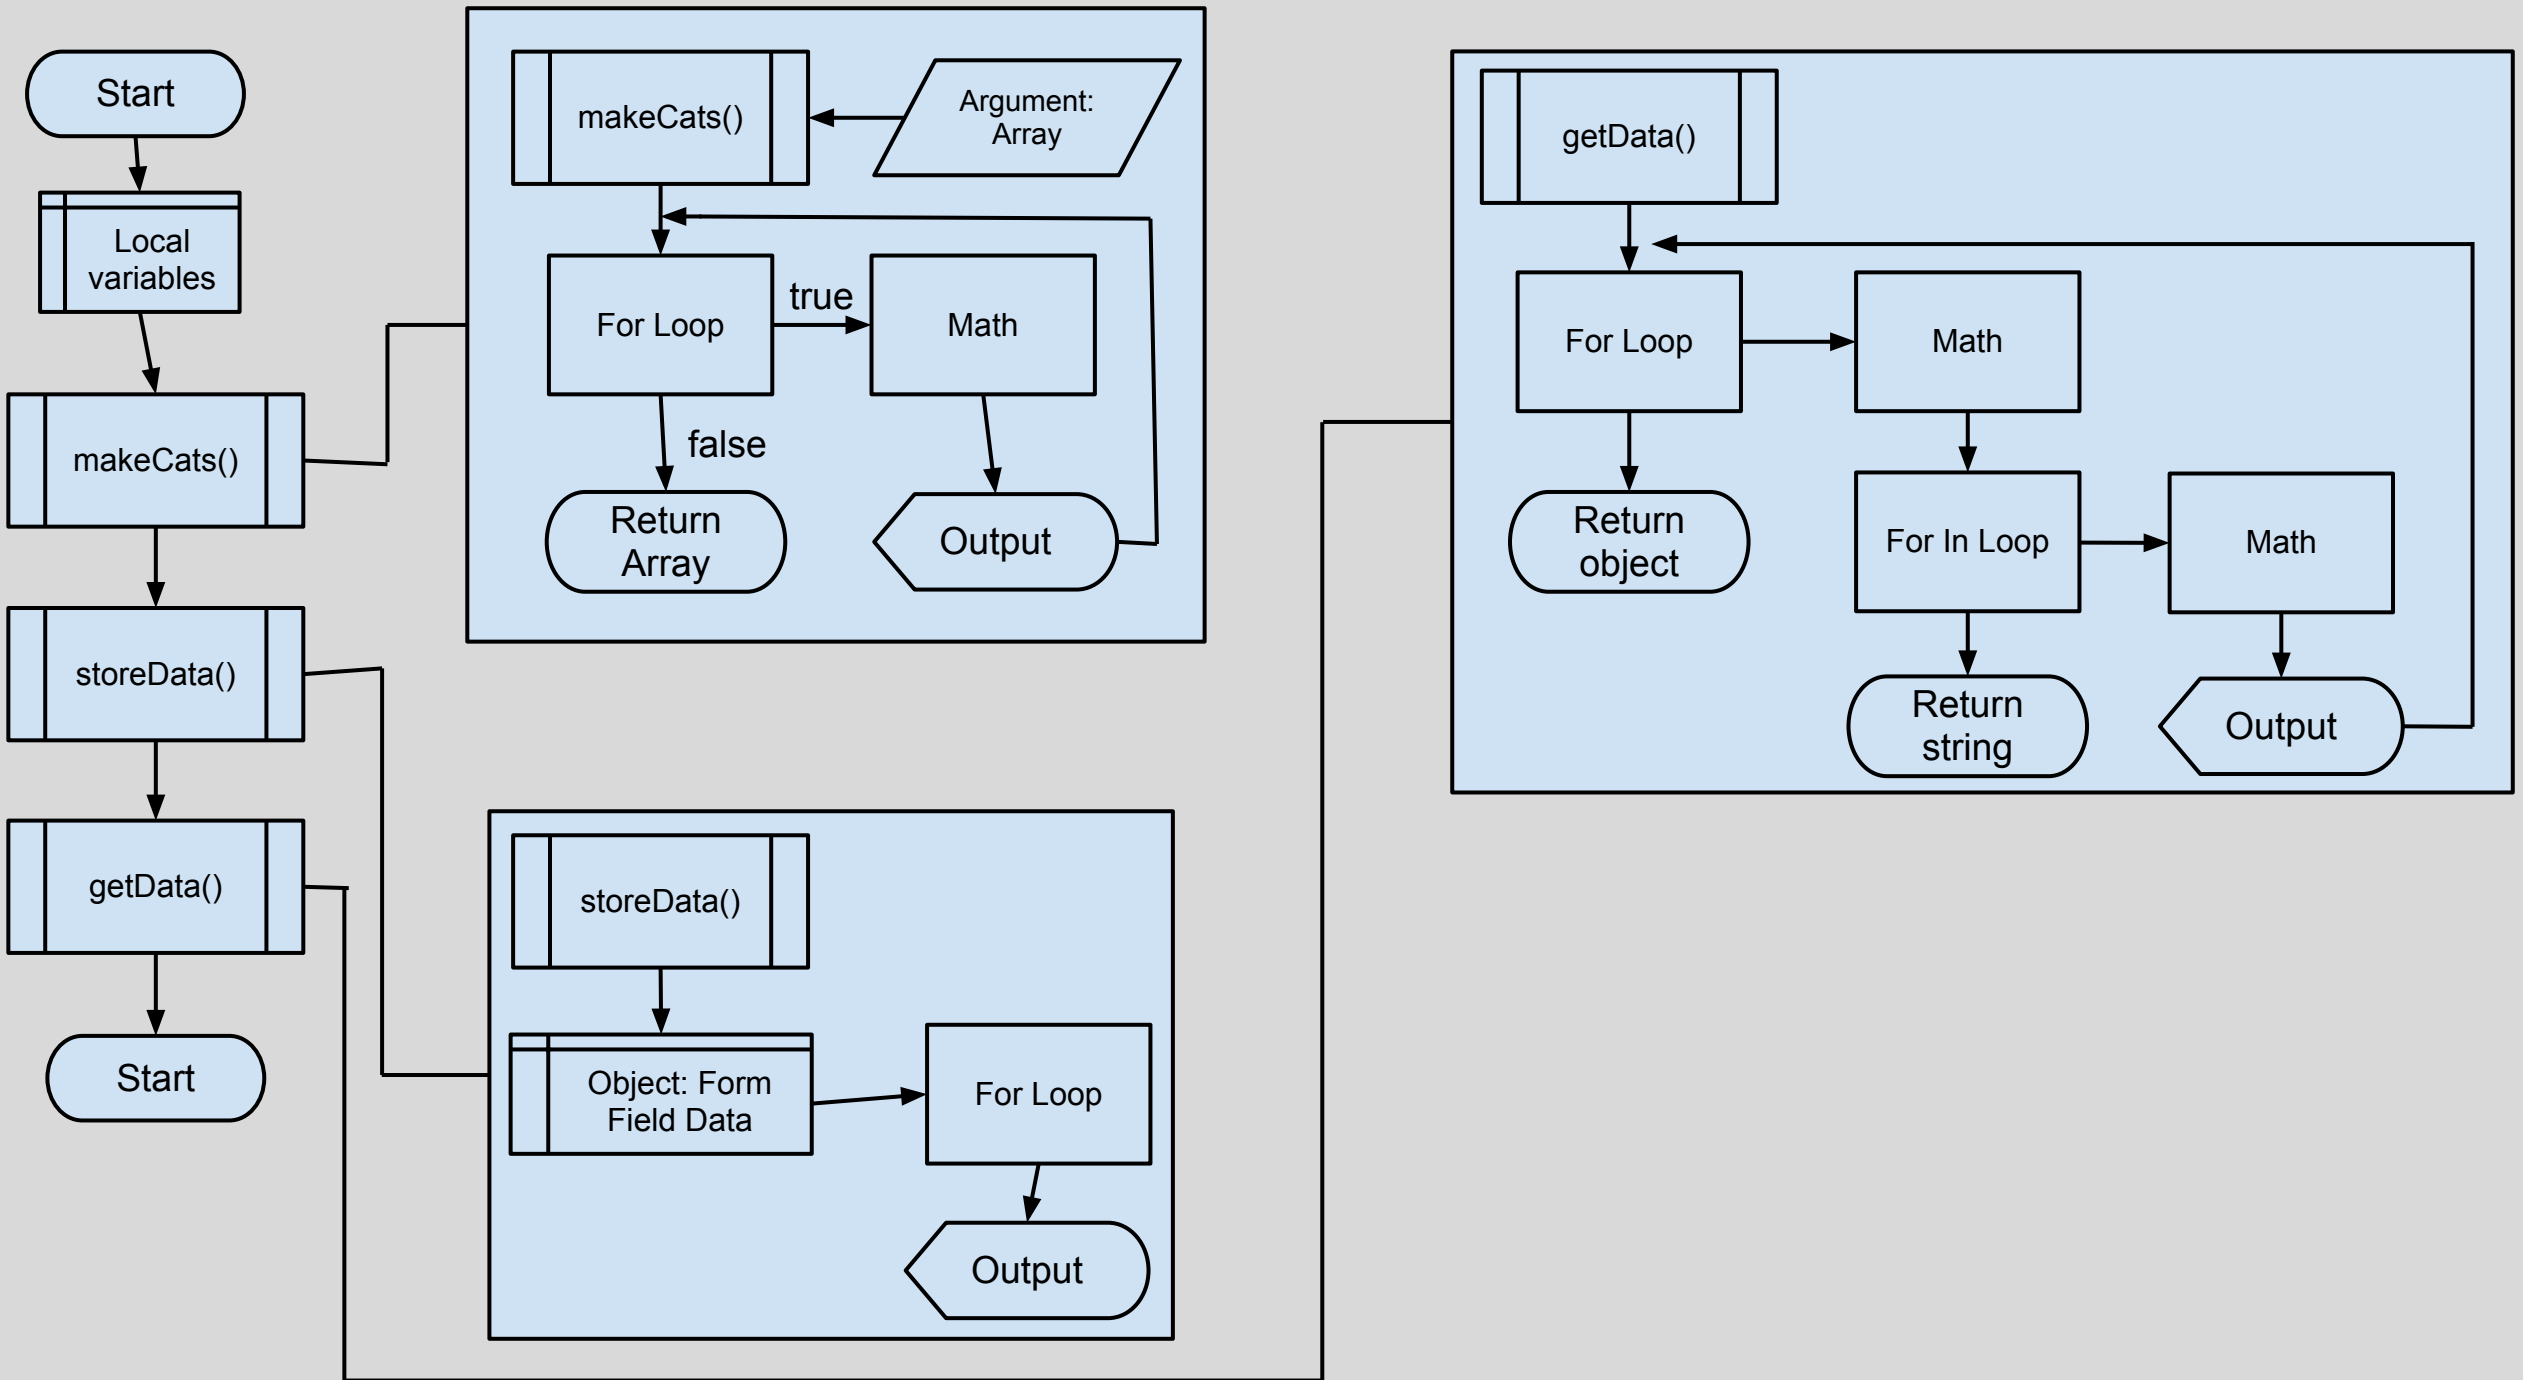 Start
Local
variables
makeCats()
storeData()
getData()
Start
makeCats()
Argument:
Array
For Loop
true
Math
false
Return
Array
Output
storeData()
Object: Form
Field Data
For Loop
Output
getData()
For Loop
Math
Return
object
For In Loop
Math
Return
string
Output